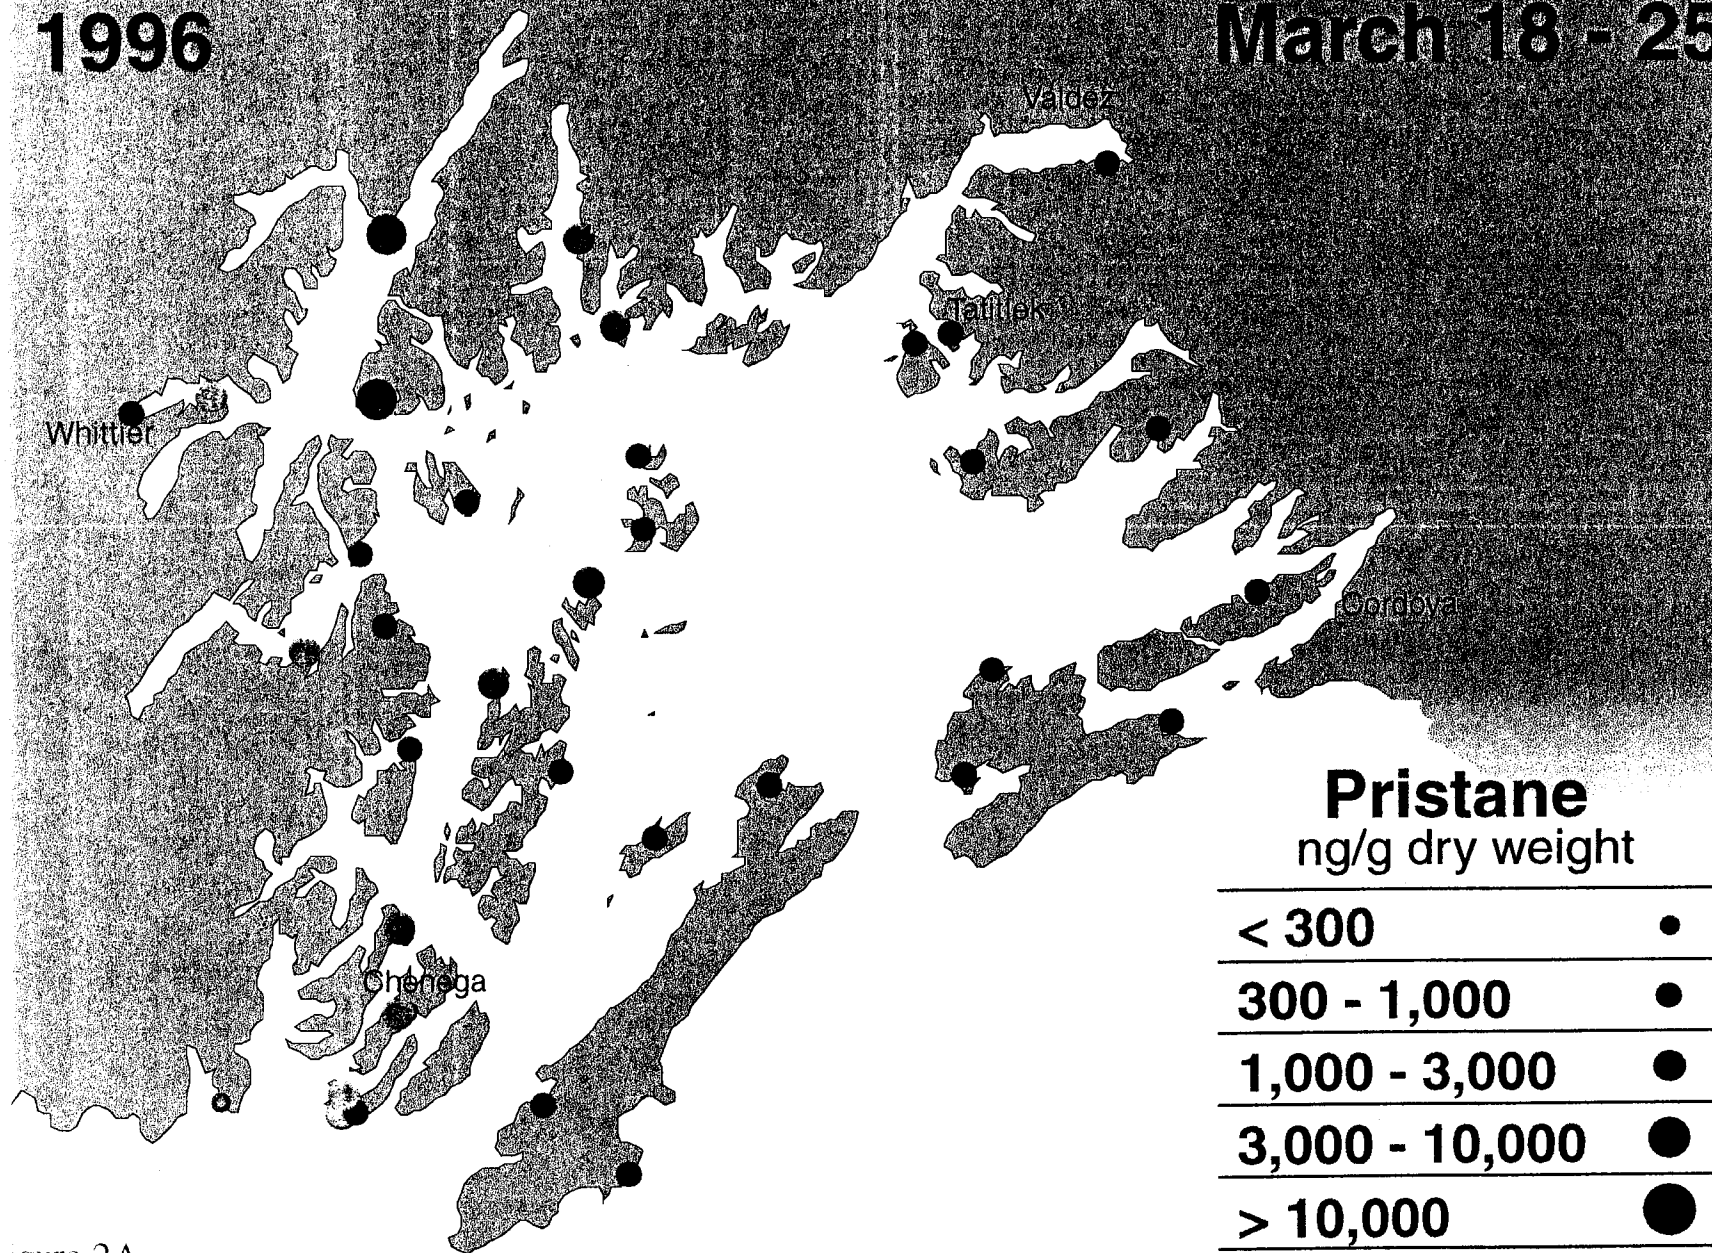 1996
March 18 - 25
Valdez
Tatitlek
Whittier
Cordova
Chenega
Pristane
ng/g dry weight
< 300
300 - 1,000
1,000 - 3,000
3,000 - 10,000
> 10,000